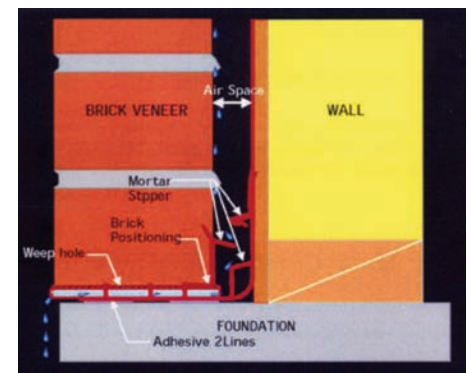 Air Space
BRICK VENEER
WALL
Mortar
Stpper
Brick
Positioning
Weep hole
FOUNDATION
Adhesive 2Lines